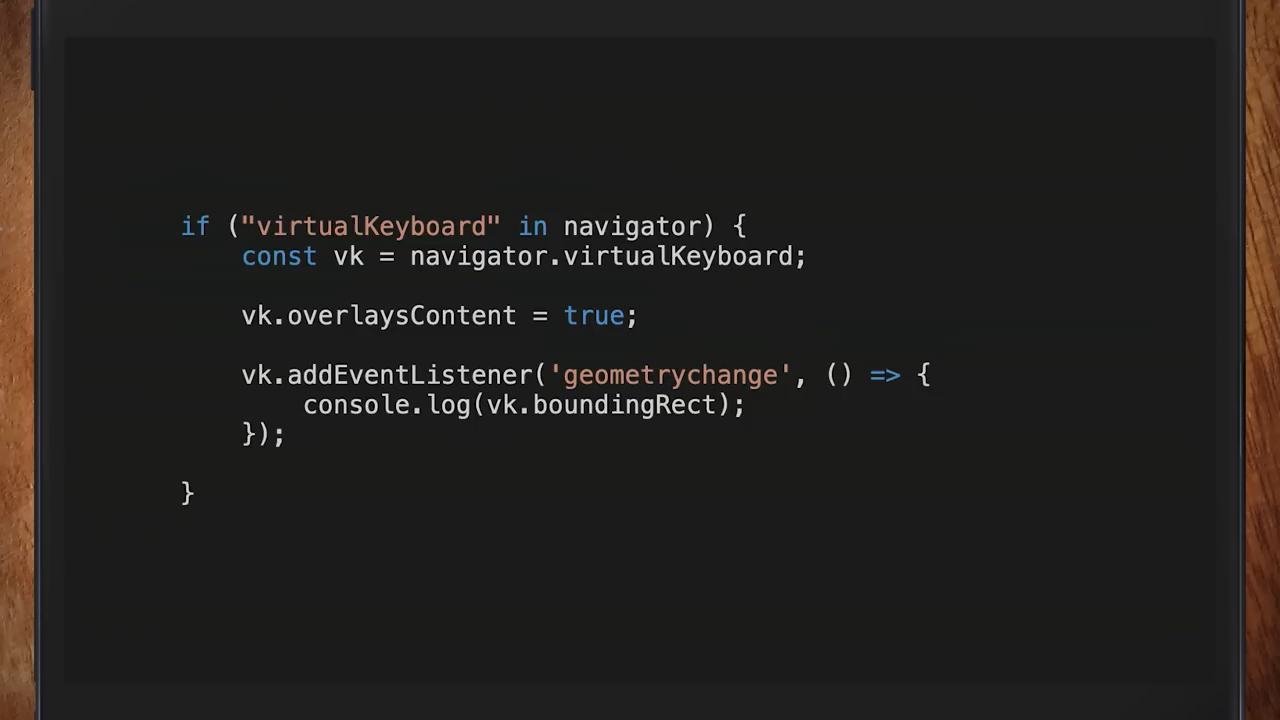 if ("virtualKeyboard" in navigator) {
    const vk = navigator.virtualKeyboard;
    vk.overlaysContent = true;
    vk.addEventListener('geometrychange', () => {
        console.log(vk.boundingRect);
    });
}